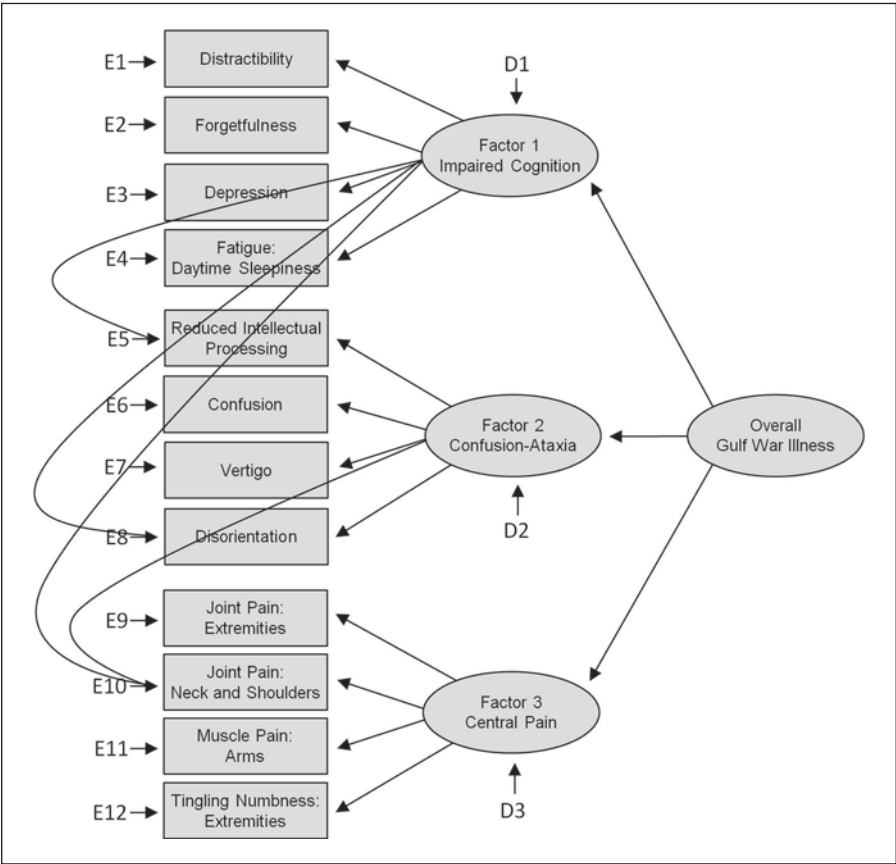 E1
Distractibility
D1
E2
Forgetfulness
Factor 1
Impaired Cognition
E3
Depression
E4
Fatigue:
Daytime Sleepiness
E5
Reduced Intellectual
Processing
E6
Confusion
Factor 2
Confusion-Ataxia
Overall
Gulf War Illness
E7
Vertigo
E8
Disorientation
D2
E9
Joint Pain:
Extremities
E10
Joint Pain:
Neck and Shoulders
Factor 3
Central Pain
E11
Muscle Pain:
Arms
E12
Tingling Numbness:
Extremities
D3